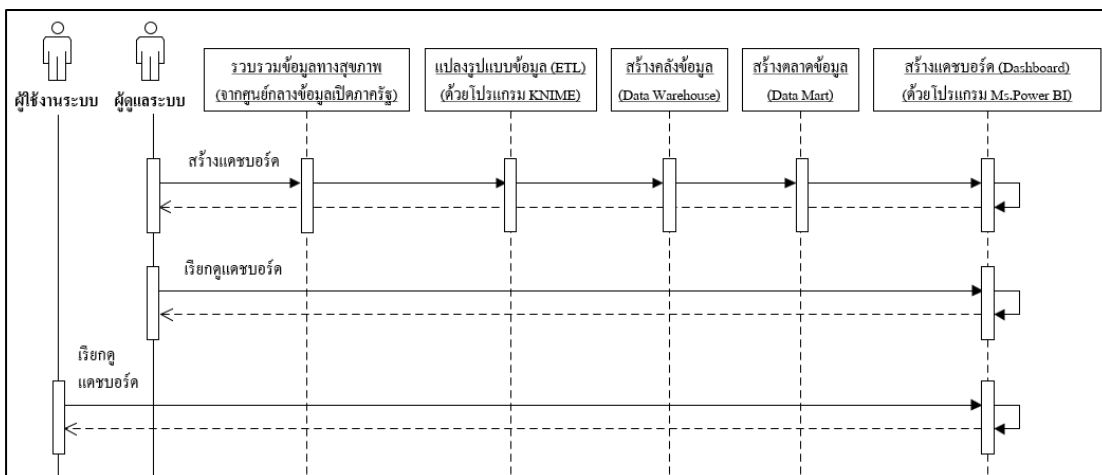 ผู้ใช้งานระบบ
ผู้ดูแลระบบ
รวบรวมข้อมูลทางสุขภาพ
(จากศูนย์กลางข้อมูลเปิดภาครัฐ)
แปลงรูปแบบข้อมูล (ETL)
(ด้วยโปรแกรม KNIME)
สร้างคลังข้อมูล
(Data Warehouse)
สร้างตลาดข้อมูล
(Data Mart)
สร้างแดชบอร์ด (Dashboard)
(ด้วยโปรแกรม Ms.Power BI)
สร้างแดชบอร์ด
เรียกดูแดชบอร์ด
เรียกดู
แดชบอร์ด